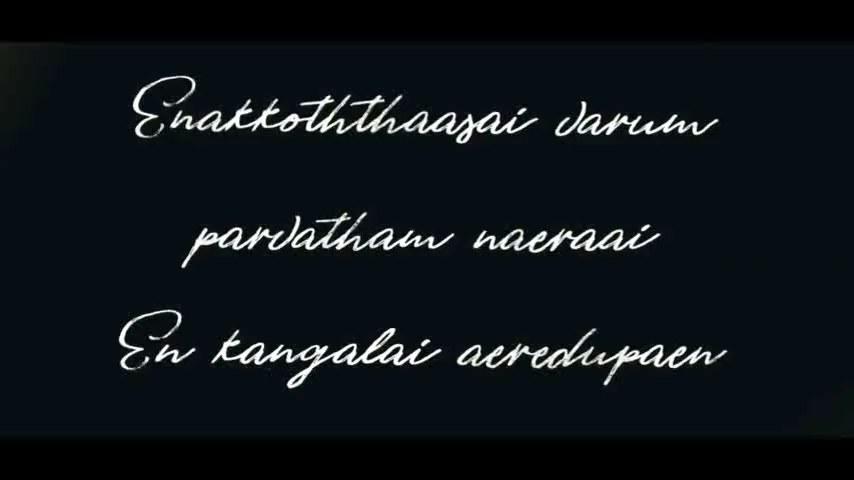 Enakkoththaasai varum
parvatham naeraai
En kangalai aeredupaen